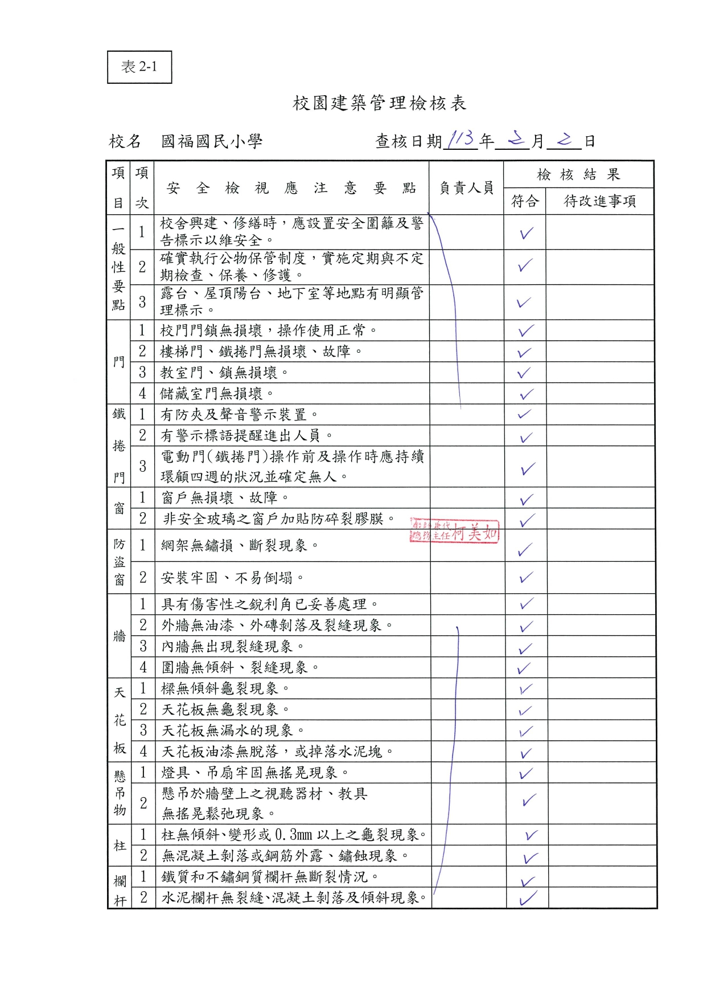 表 2-1
校園建築管理檢核表
校名 國福國民小學 查核日期 113 年 2 月 2 日
項目 項次 安全檢視應注意要點 負責人員 檢核結果
符合 待改進事項
一般性要點
1 校舍興建、修繕時，應設置安全圍籬及警
告標示以維安全。 ✓
2 確實執行公物保管制度，實施定期與不定
期檢查、保養、修護。 ✓
3 露台、屋頂陽台、地下室等地點有明顯管
理標示。 ✓
門
1 校門門鎖無損壞，操作使用正常。 ✓
2 樓梯門、鐵捲門無損壞、故障。 ✓
3 教室門、鎖無損壞。 ✓
4 儲藏室門無損壞。 ✓
鐵捲門
1 有防夾及聲音警示裝置。 ✓
2 有警示標語提醒進出人員。 ✓
3 電動門(鐵捲門)操作前及操作時應持續
環顧四週的狀況並確定無人。 ✓
窗
1 窗戶無損壞、故障。 ✓
2 非安全玻璃之窗戶加貼防碎裂膠膜。 ✓
兼代
主任 柯美如
防盜窗
1 網架無鏽損、斷裂現象。 ✓
2 安裝牢固、不易倒塌。 ✓
牆
1 具有傷害性之銳利角已妥善處理。 ✓
2 外牆無油漆、外磚剝落及裂縫現象。 ✓
3 內牆無出現裂縫現象。 ✓
4 圍牆無傾斜、裂縫現象。 ✓
天花板
1 樑無傾斜龜裂現象。 ✓
2 天花板無龜裂現象。 ✓
3 天花板無漏水的現象。 ✓
4 天花板油漆無脫落，或掉落水泥塊。 ✓
懸吊物
1 燈具、吊扇牢固無搖晃現象。 ✓
2 懸吊於牆壁上之視聽器材、教具
無搖晃鬆弛現象。 ✓
柱
1 柱無傾斜、變形或 0.3mm 以上之龜裂現象。 ✓
2 無混凝土剝落或鋼筋外露、鏽蝕現象。 ✓
欄杆
1 鐵質和不鏽鋼質欄杆無斷裂情況。 ✓
2 水泥欄杆無裂縫、混凝土剝落及傾斜現象。 ✓